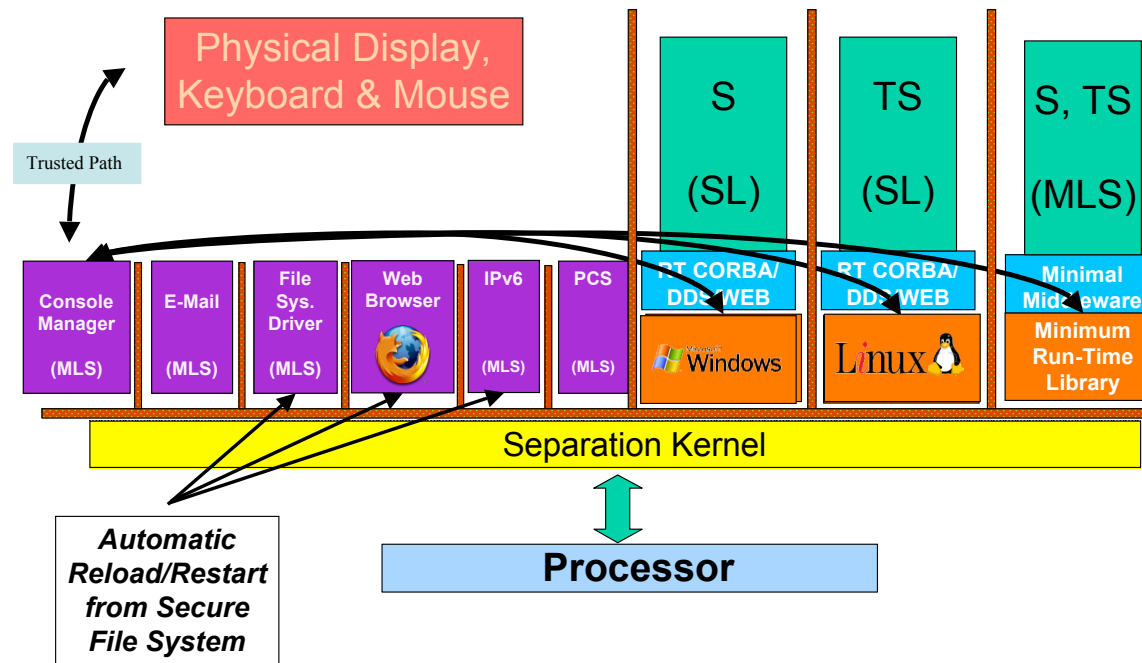 Physical Display,
Keyboard & Mouse
Trusted Path
S
(SL)
TS
(SL)
S, TS
(MLS)
Console
Manager
(MLS)
E-Mail
(MLS)
File
Sys.
Driver
(MLS)
Web
Browser
(MLS)
IPv6
(MLS)
PCS
(MLS)
RT CORBA/
DDS/WEB
Microsoft
Windows
RT CORBA/
DDS/WEB
Linux
Minimal
Middleware
Minimum
Run-Time
Library
Separation Kernel
Automatic
Reload/Restart
from Secure
File System
Processor